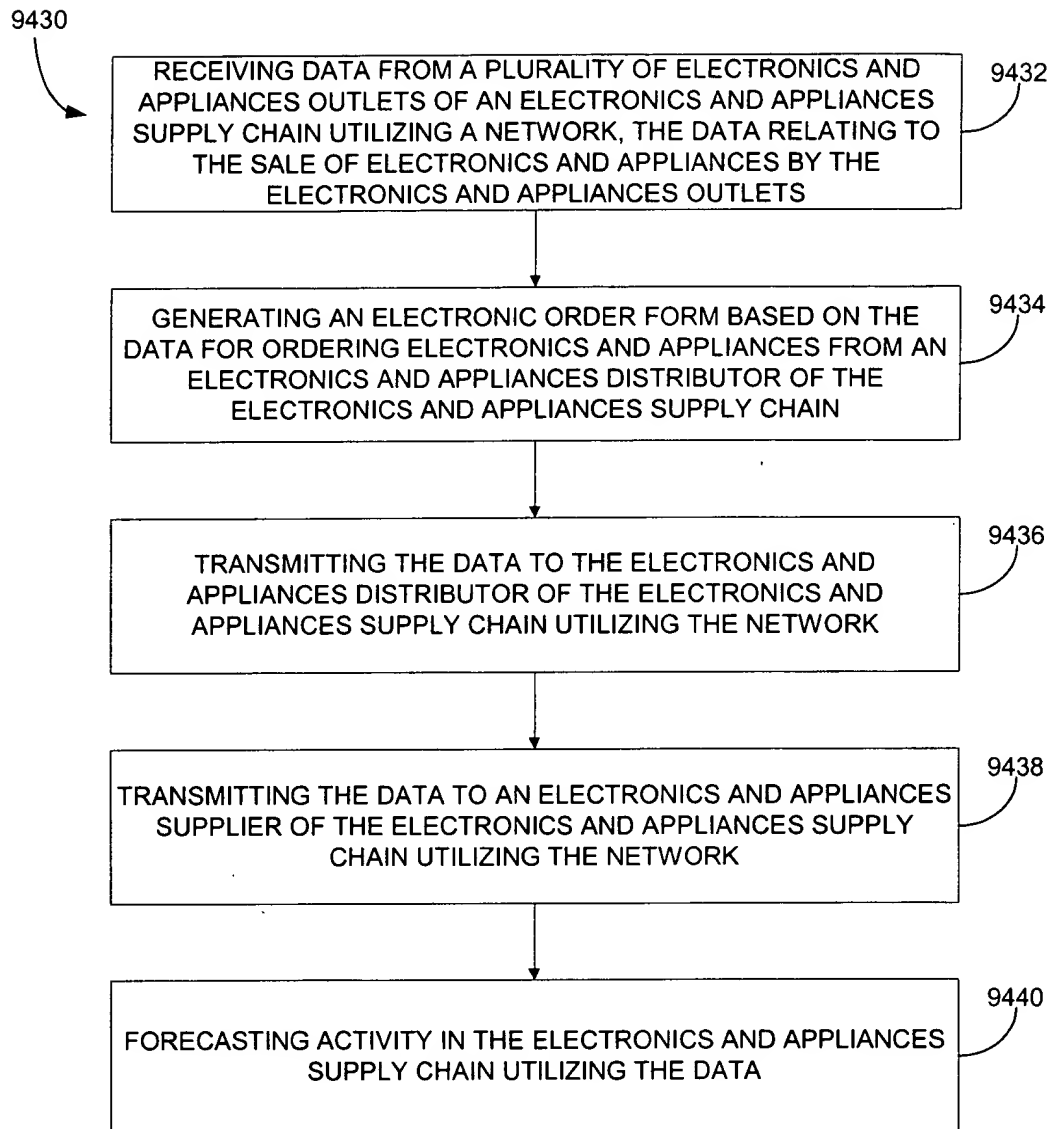 9430
RECEIVING DATA FROM A PLURALITY OF ELECTRONICS AND
APPLIANCES OUTLETS OF AN ELECTRONICS AND APPLIANCES
SUPPLY CHAIN UTILIZING A NETWORK, THE DATA RELATING TO
THE SALE OF ELECTRONICS AND APPLIANCES BY THE
ELECTRONICS AND APPLIANCES OUTLETS
9432
GENERATING AN ELECTRONIC ORDER FORM BASED ON THE
DATA FOR ORDERING ELECTRONICS AND APPLIANCES FROM AN
ELECTRONICS AND APPLIANCES DISTRIBUTOR OF THE
ELECTRONICS AND APPLIANCES SUPPLY CHAIN
9434
TRANSMITTING THE DATA TO THE ELECTRONICS AND
APPLIANCES DISTRIBUTOR OF THE ELECTRONICS AND
APPLIANCES SUPPLY CHAIN UTILIZING THE NETWORK
9436
TRANSMITTING THE DATA TO AN ELECTRONICS AND APPLIANCES
SUPPLIER OF THE ELECTRONICS AND APPLIANCES SUPPLY
CHAIN UTILIZING THE NETWORK
9438
FORECASTING ACTIVITY IN THE ELECTRONICS AND APPLIANCES
SUPPLY CHAIN UTILIZING THE DATA
9440